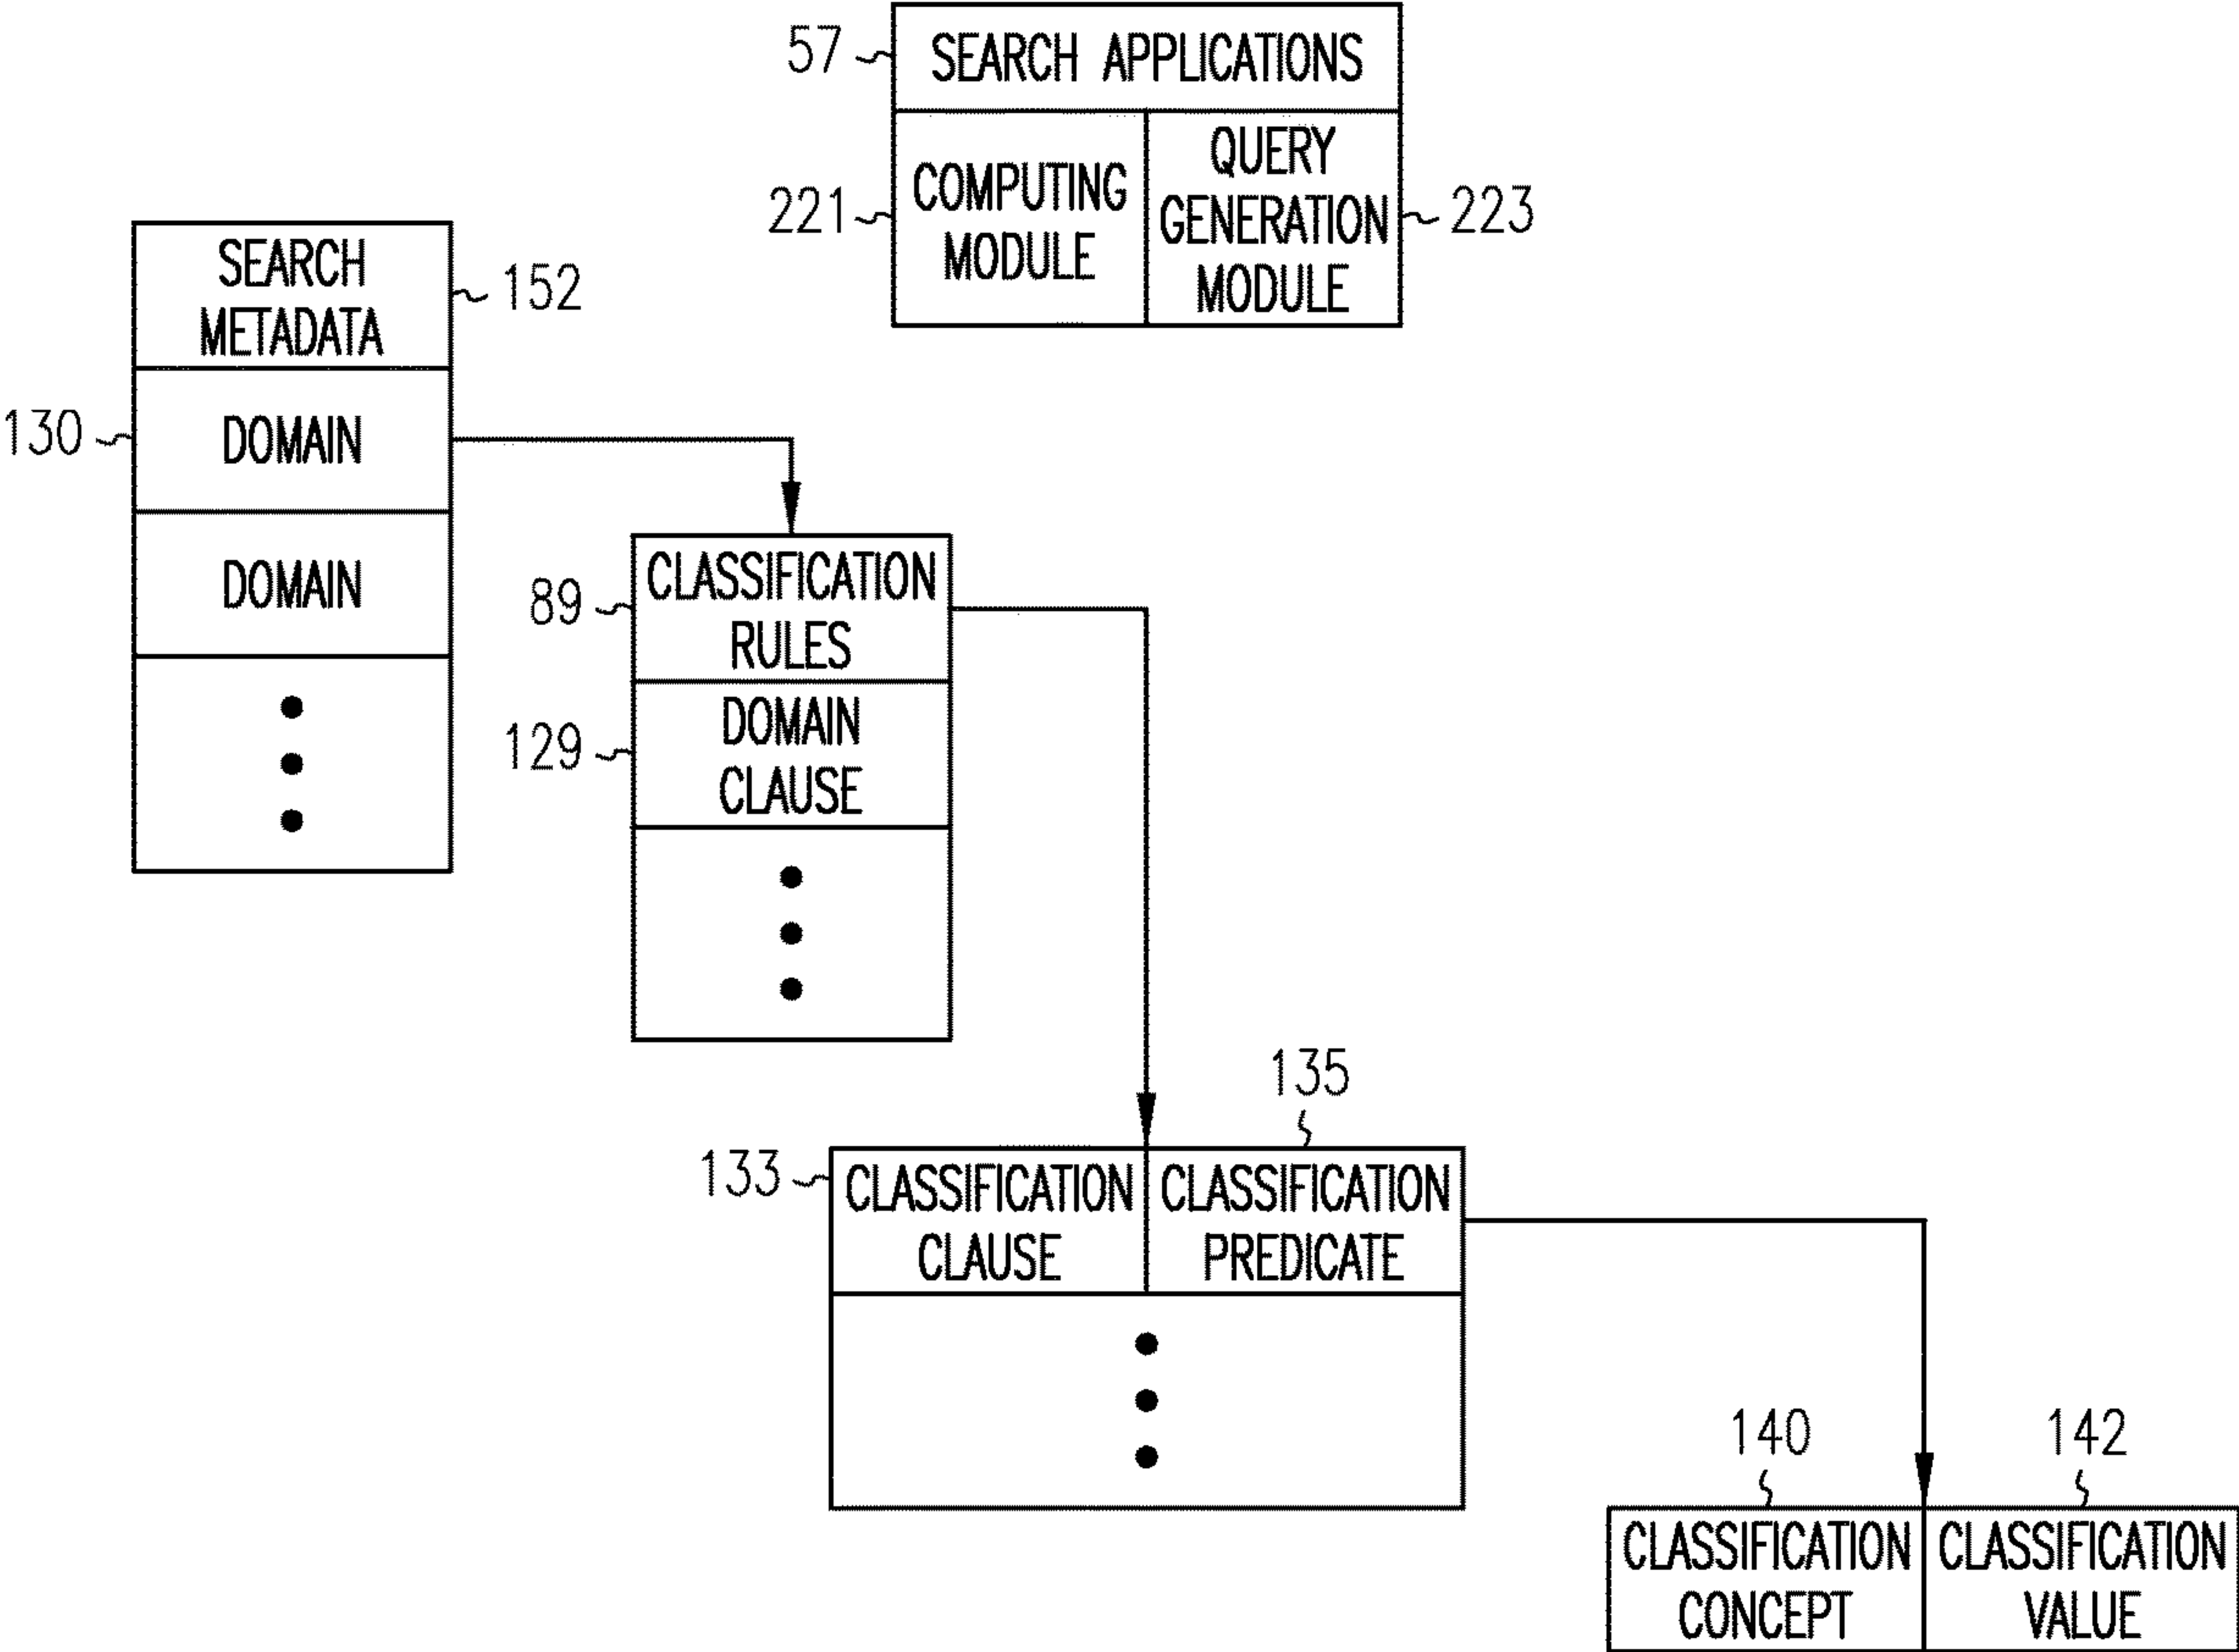 57
SEARCH APPLICATIONS
221
COMPUTING
MODULE
QUERY
GENERATION
MODULE
223
SEARCH
METADATA
152
130
DOMAIN
DOMAIN
89
CLASSIFICATION
RULES
129
DOMAIN
CLAUSE
133
CLASSIFICATION
CLAUSE
135
CLASSIFICATION
PREDICATE
140
CLASSIFICATION
CONCEPT
142
CLASSIFICATION
VALUE